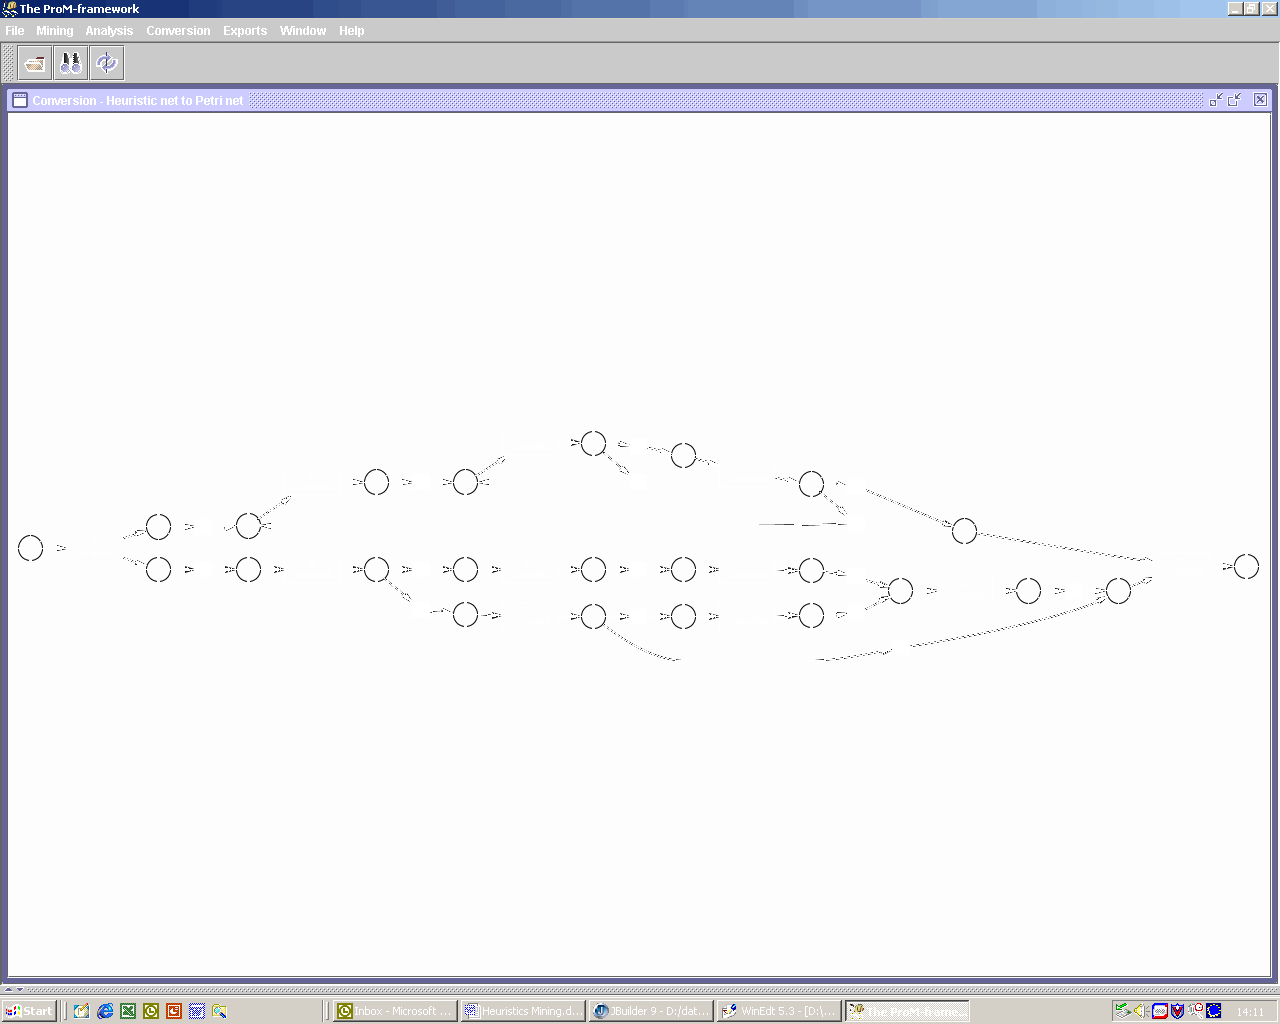 The ProM-framework
File Mining Analysis Conversion Exports Window Help
Conversion - Heuristic net to Petri net
Start
Inbox - Microsoft ...
Heuristics Mining.d...
JBuilder 9 - D:/dat...
WinEdt 5.3 - [D:\...
The ProM-frame...
14:11